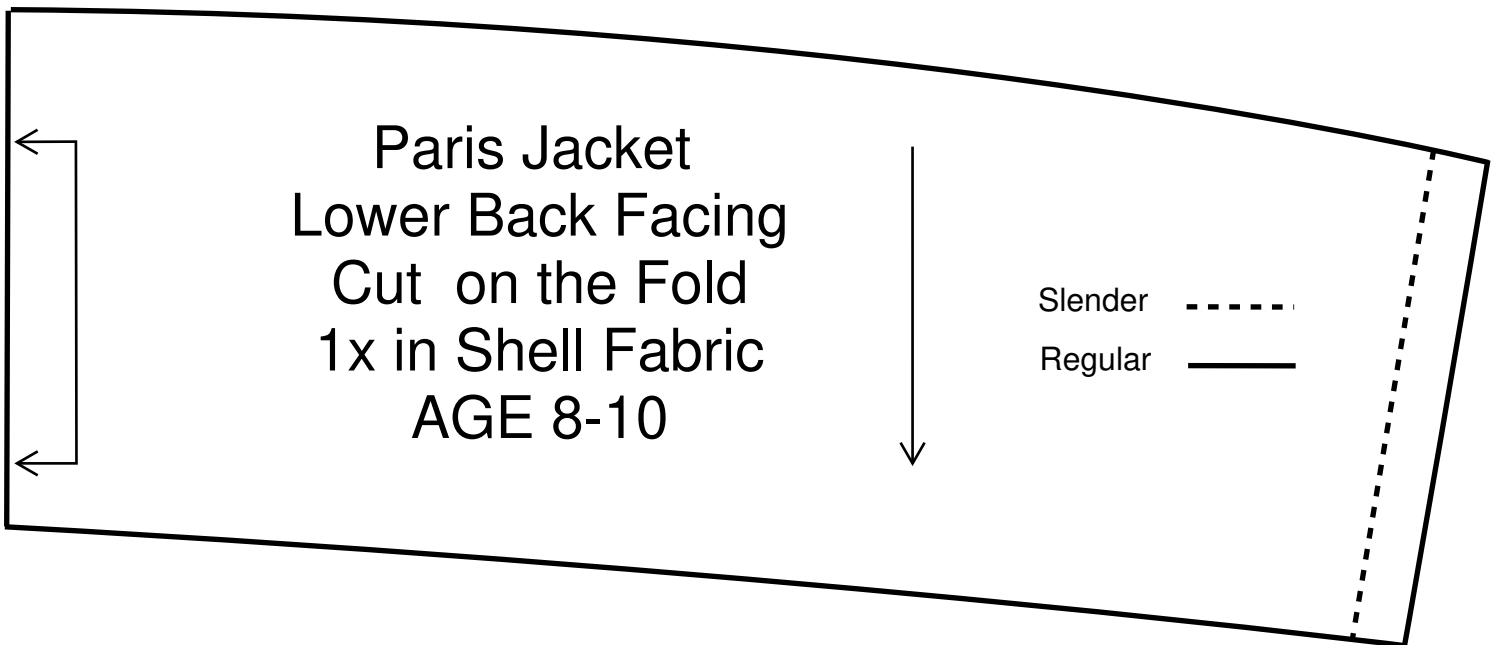 Paris Jacket
Lower Back Facing
Cut  on the Fold
1x in Shell Fabric
AGE 8-10
Slender
Regular